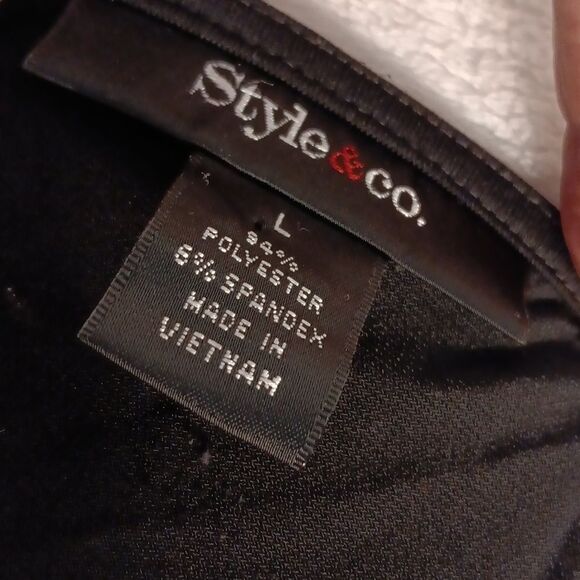 Style&co.
L
94%
POLYESTER
6% SPANDEX
MADE IN
VIETNAM